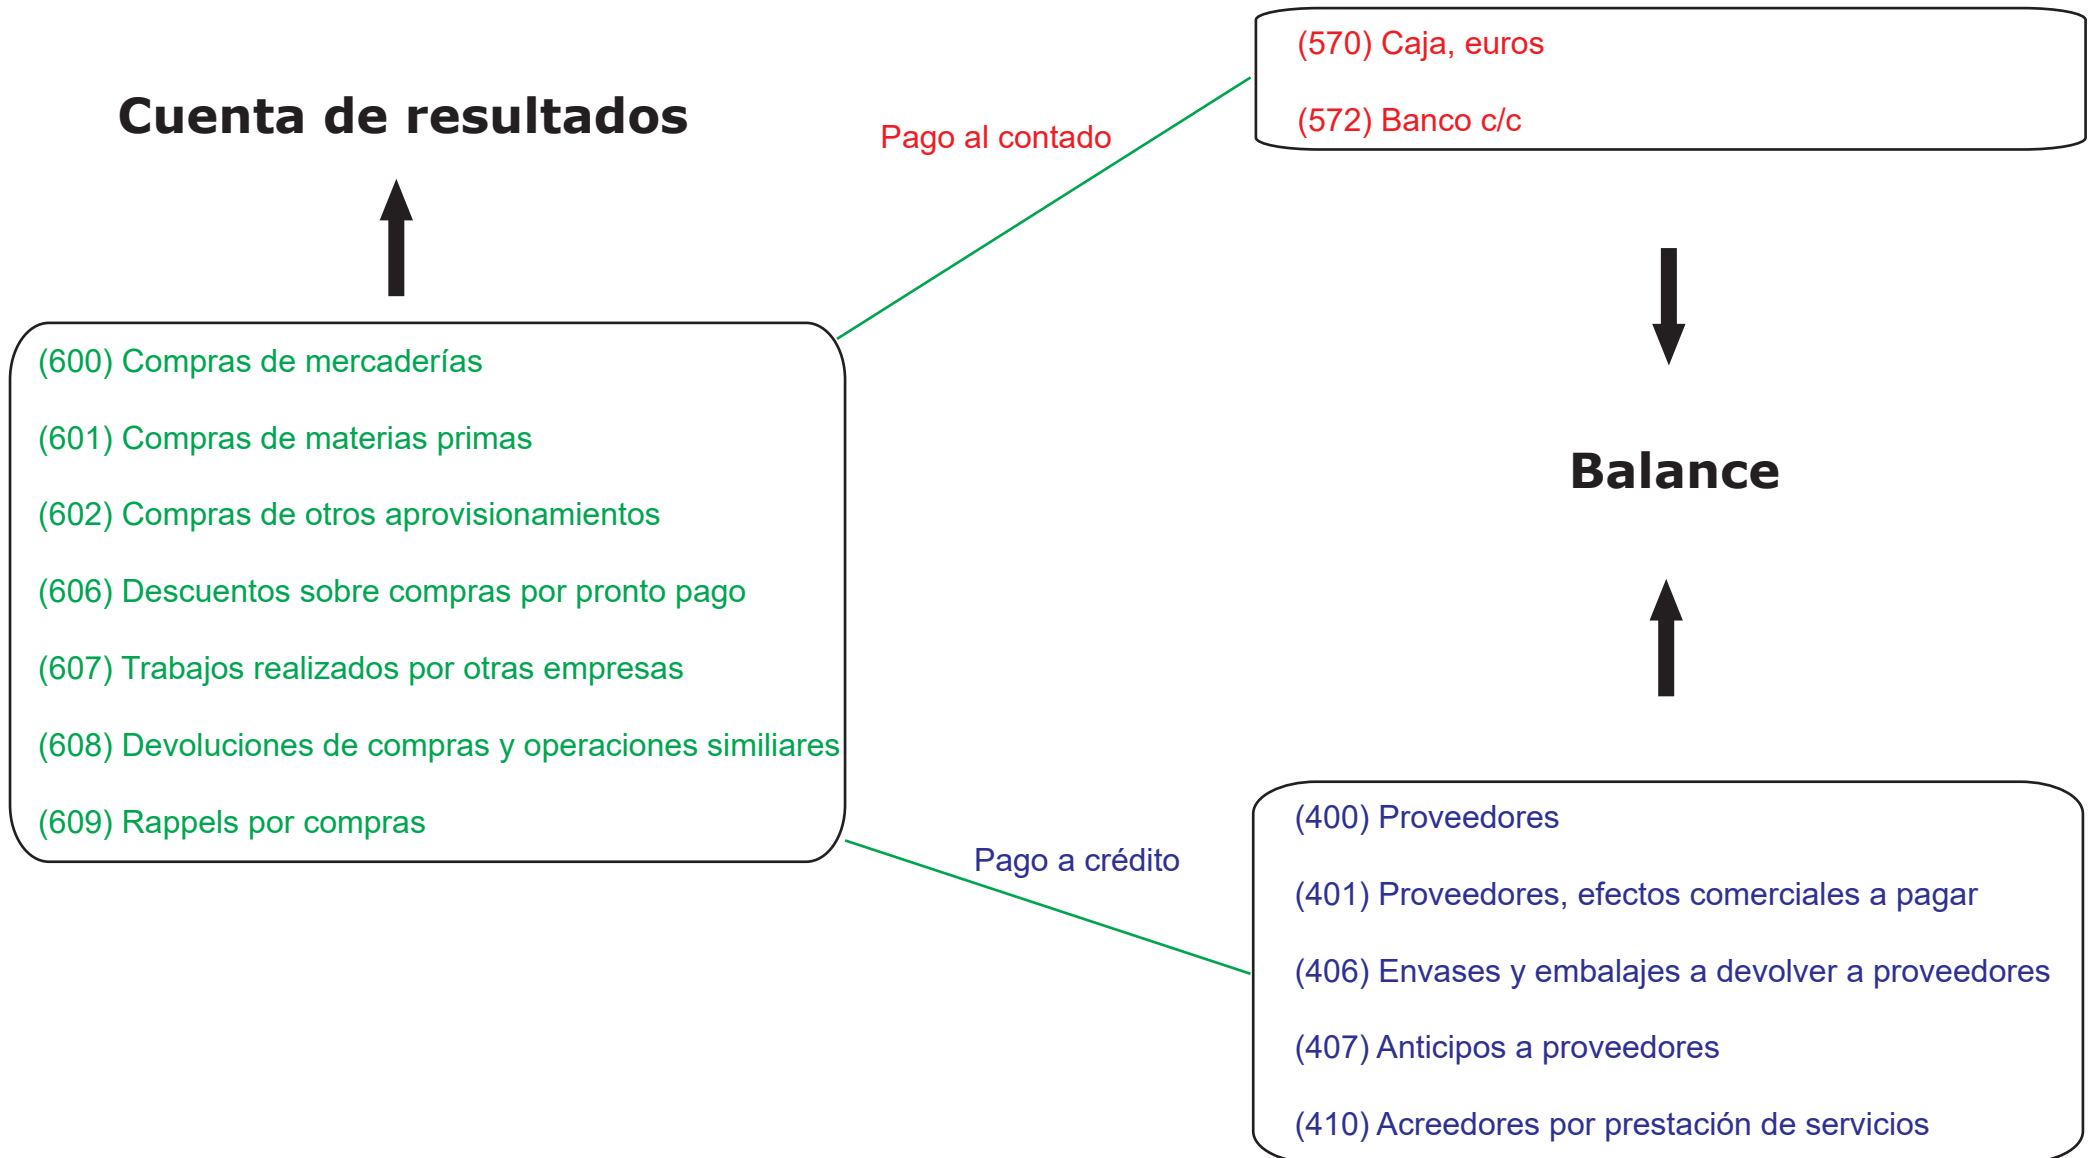 Cuenta de resultados
(600) Compras de mercaderías
(601) Compras de materias primas
(602) Compras de otros aprovisionamientos
(606) Descuentos sobre compras por pronto pago
(607) Trabajos realizados por otras empresas
(608) Devoluciones de compras y operaciones similiares
(609) Rappels por compras
Pago al contado
(570) Caja, euros
(572) Banco c/c
Balance
Pago a crédito
(400) Proveedores
(401) Proveedores, efectos comerciales a pagar
(406) Envases y embalajes a devolver a proveedores
(407) Anticipos a proveedores
(410) Acreedores por prestación de servicios